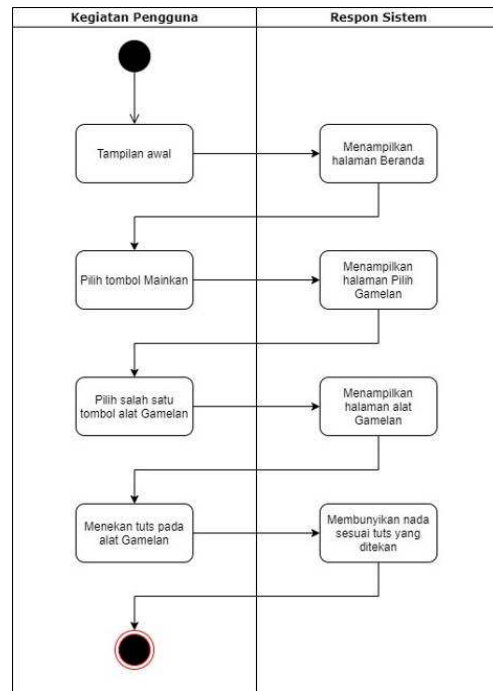 Kegiatan Pengguna
Respon Sistem
Tampilan awal
Menampilkan
halaman Beranda
Pilih tombol Mainkan
Menampilkan
halaman Pilih
Gamelan
Pilih salah satu
tombol alat Gamelan
Menampilkan
halaman alat
Gamelan
Menekan tuts pada
alat Gamelan
Membunyikan nada
sesuai tuts yang
ditekan